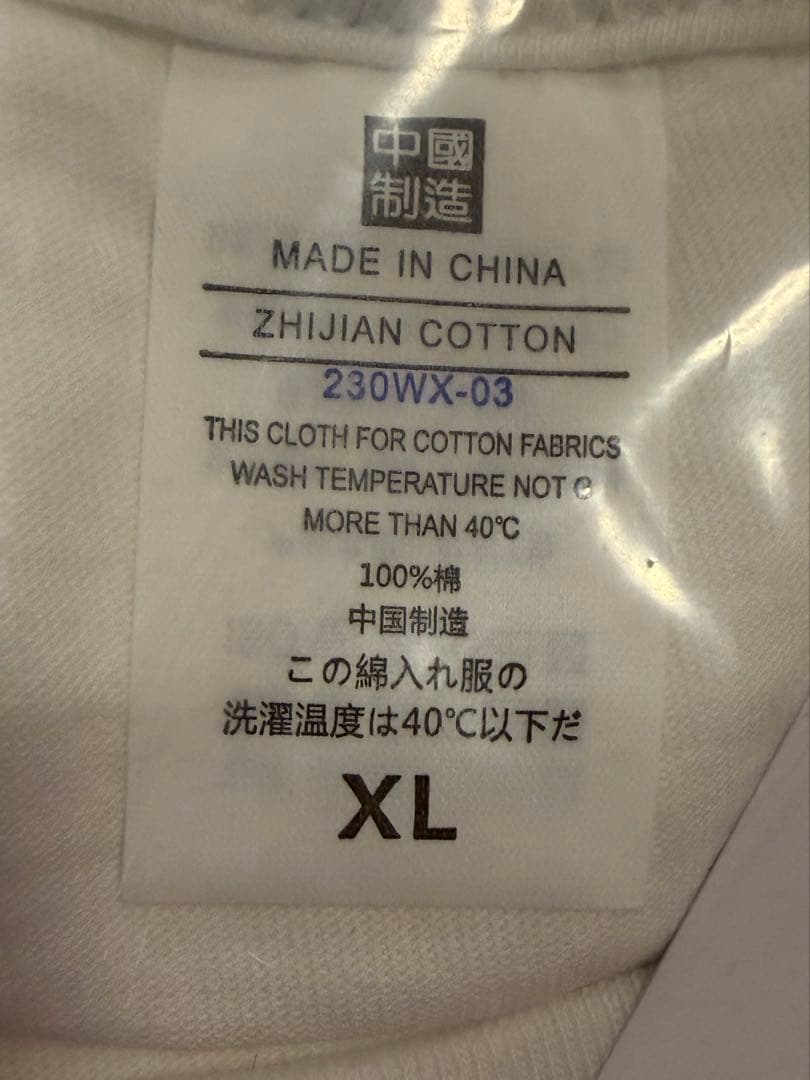 中國
制造
MADE IN CHINA
ZHIJIAN COTTON
230WX-03
THIS CLOTH FOR COTTON FABRICS
WASH TEMPERATURE NOT e
MORE THAN 40℃
100%棉
中国制造
この綿入れ服の
洗濯温度は40℃以下だ
XL